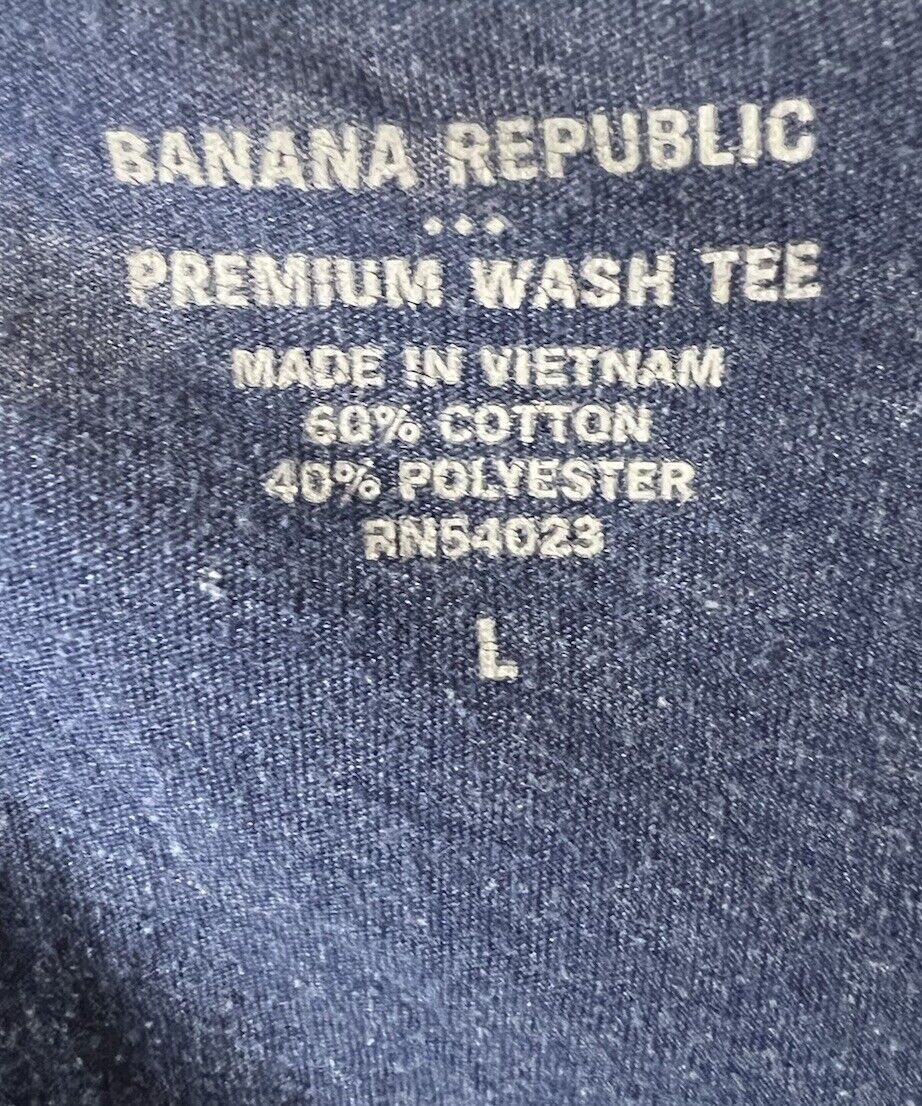 BANANA REPUBLIC
PREMIUM WASH TEE
MADE IN VIETNAM
60% COTTON
40% POLYESTER
RN54023
L